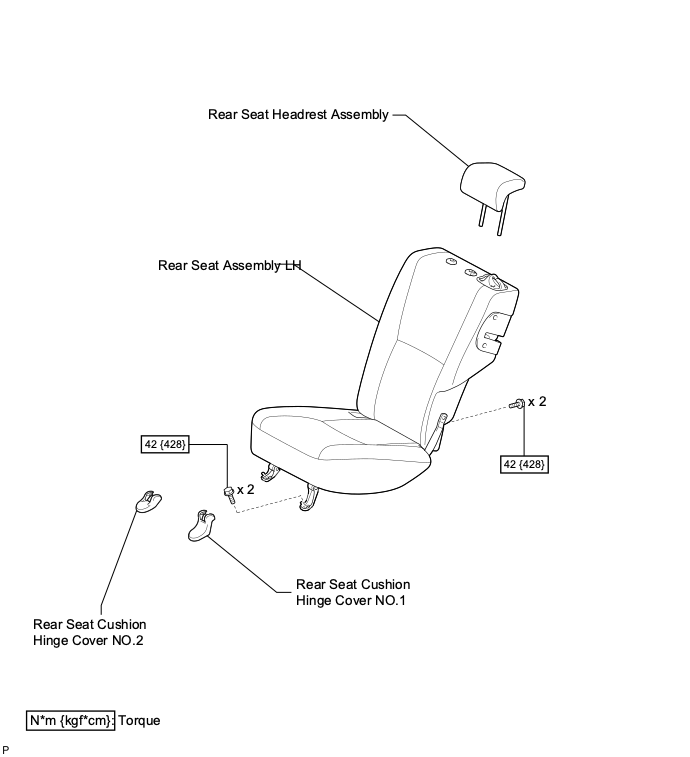 Rear Seat Headrest Assembly
Rear Seat Assembly LH
x 2
42 {428}
42 {428}
x 2
Rear Seat Cushion
Hinge Cover NO.1
Rear Seat Cushion
Hinge Cover NO.2
N*m {kgf*cm}: Torque
P